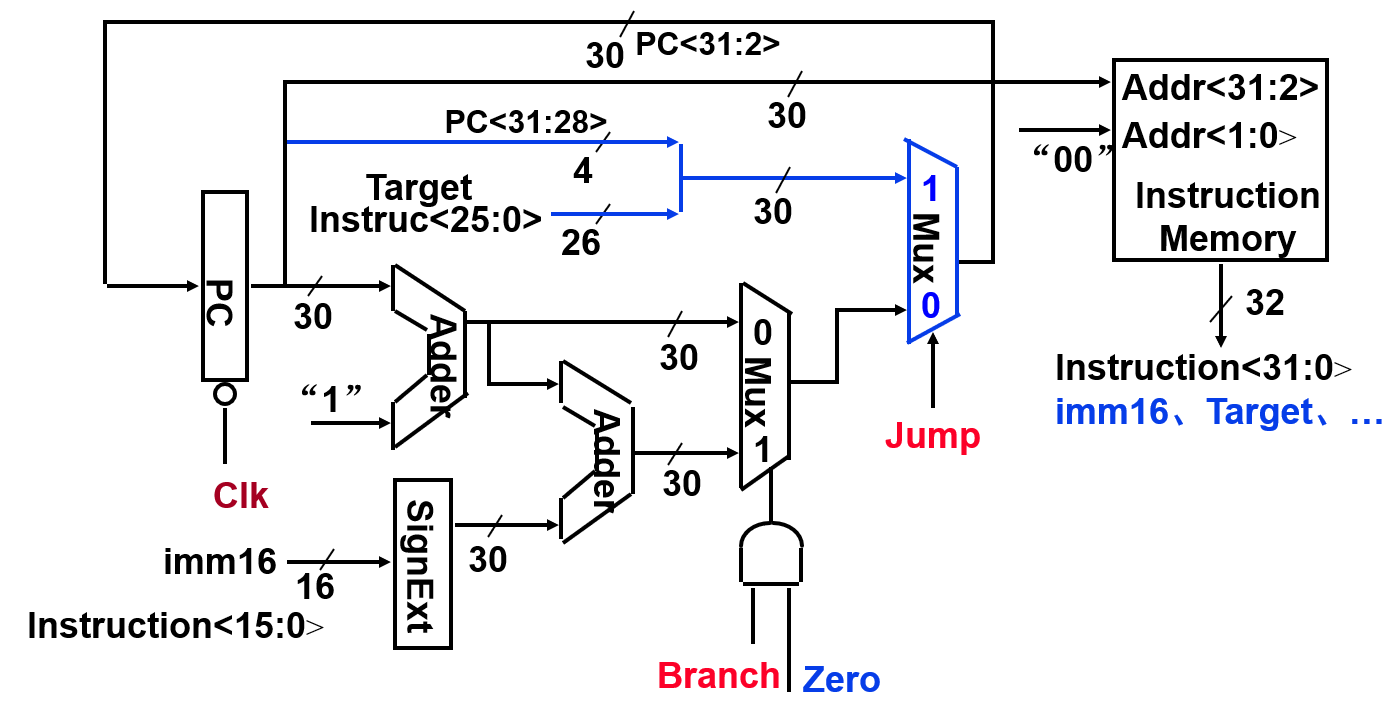 30
PC<31:2>
30
Addr<31:2>
Addr<1:0>
“00”
Instruction
Memory
PC<31:28>
4
Target
Instruc<25:0>
26
30
1
Mux
0
PC
30
Adder
“1”
30
0
Mux
1
Adder
30
Jump
32
Instruction<31:0>
imm16、Target、…
Clk
SignExt
30
imm16
16
Instruction<15:0>
Branch
Zero